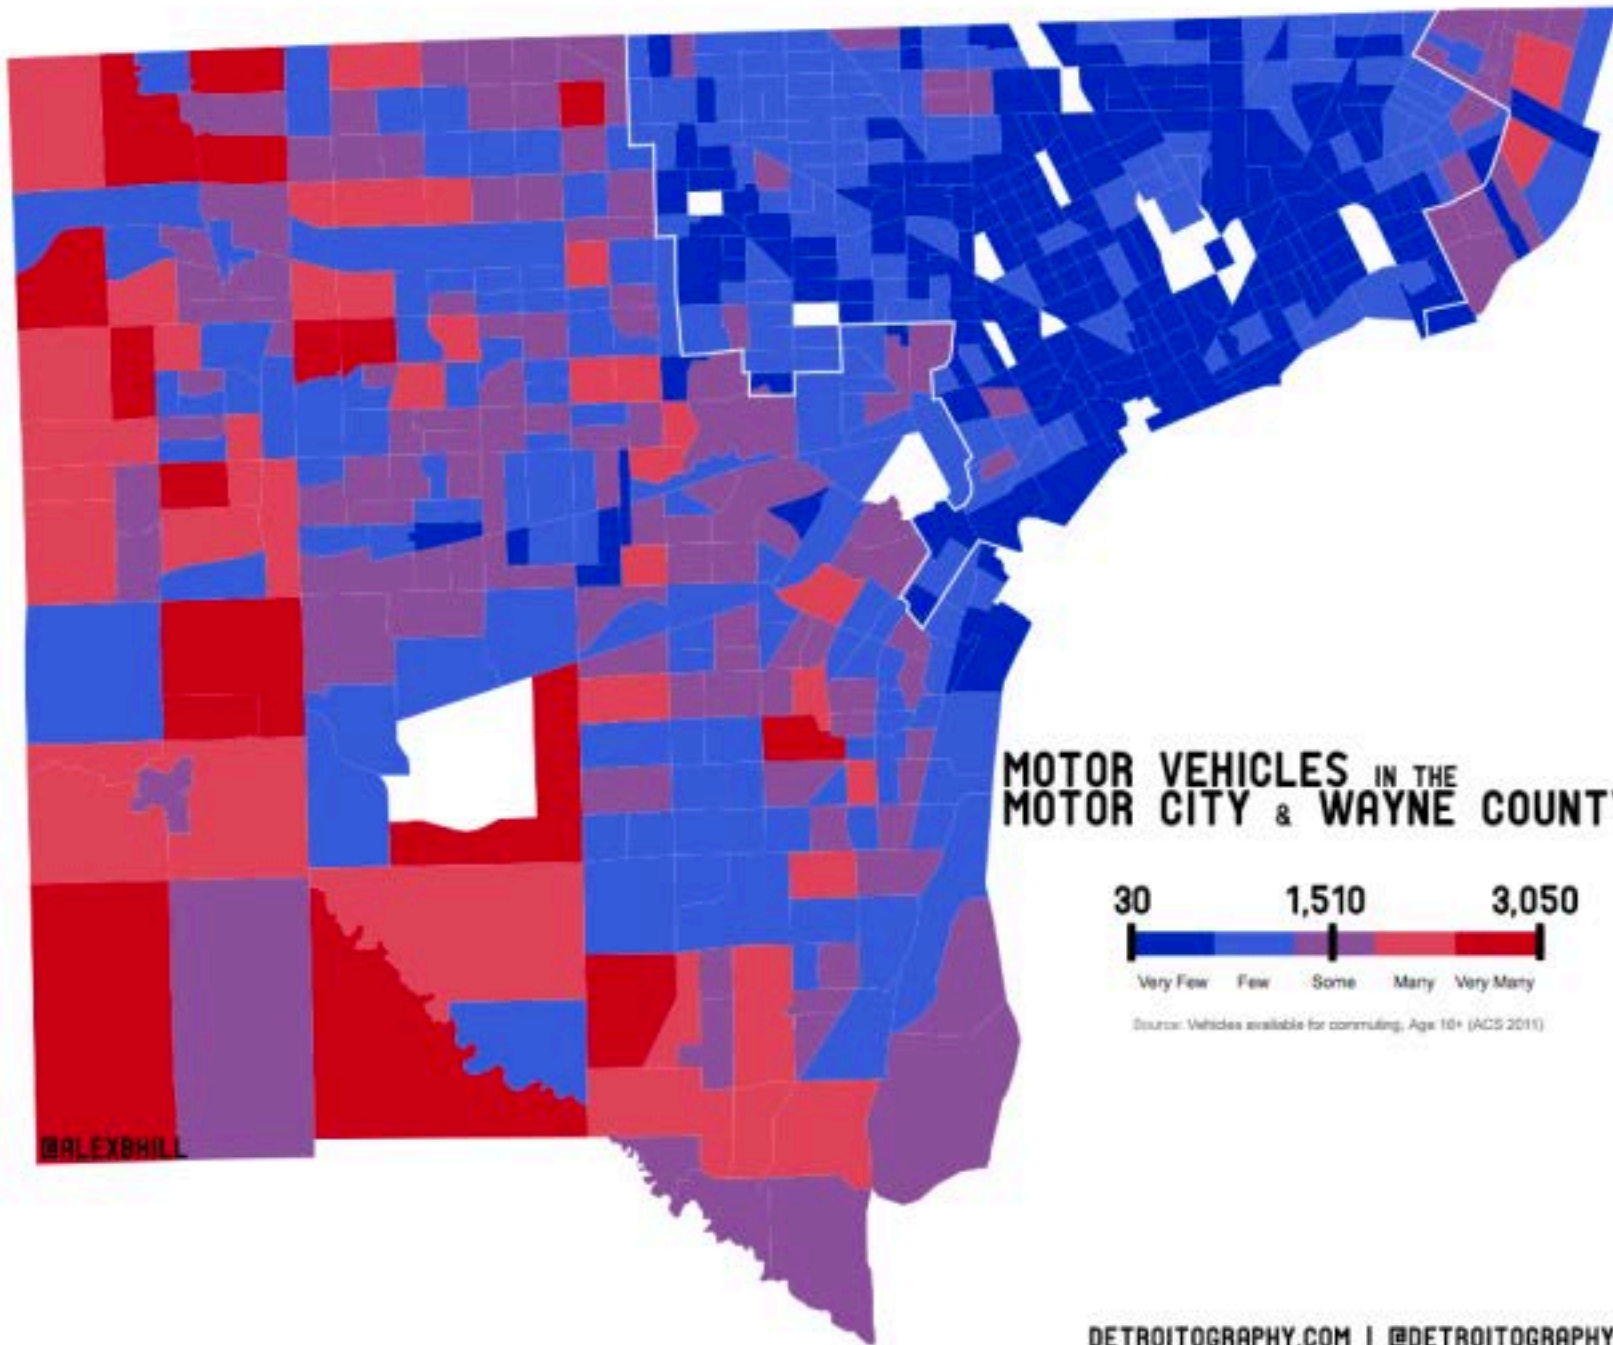 MOTOR VEHICLES IN THE
MOTOR CITY & WAYNE COUNT
30 1,510 3,050
Very Few Few Some Many Very Many
Source: Vehicles available for commuting, Age 16+ (ACS 2011)
@ALEXBHILL
DETROITOGRAPHY.COM | @DETROITOGRAPHY